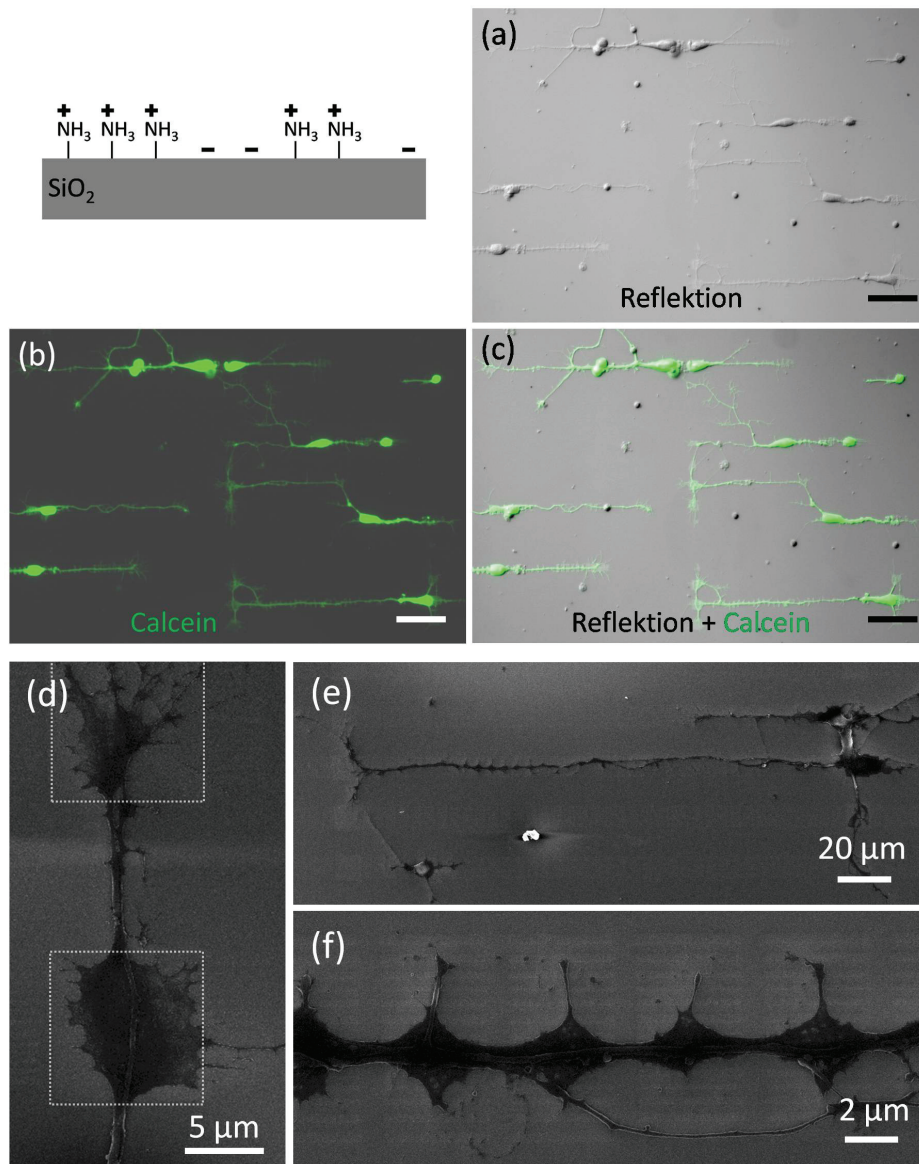 + + + + +
NH3 NH3 NH3 - - NH3 NH3 -
SiO2
(a)
Reflektion
(b)
Calcein
(c)
Reflektion + Calcein
(d)
5 μm
(e)
20 μm
(f)
2 μm